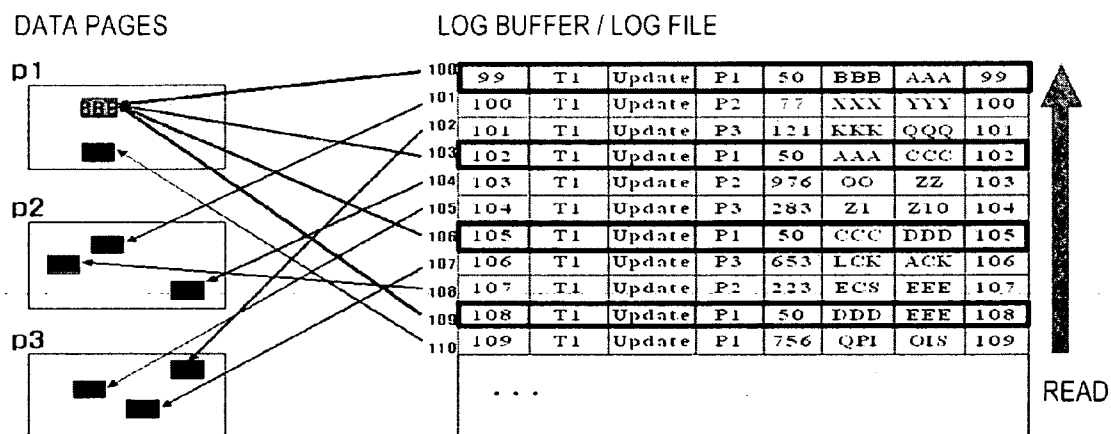 DATA PAGES LOG BUFFER / LOG FILE
p1
BBB
p2
p3
100 99 T1 Update P1 50 BBB AAA 99
101 100 T1 Update P2 77 XXX YYY 100
102 101 T1 Update P3 121 KKK QQQ 101
103 102 T1 Update P1 50 AAA CCC 102
104 103 T1 Update P2 976 OO ZZ 103
105 104 T1 Update P3 283 Z1 Z10 104
106 105 T1 Update P1 50 CCC DDD 105
107 106 T1 Update P3 653 LCK ACK 106
108 107 T1 Update P2 223 ECS EEE 107
109 108 T1 Update P1 50 DDD EEE 108
110 109 T1 Update P1 756 QPI OIS 109
...
READ